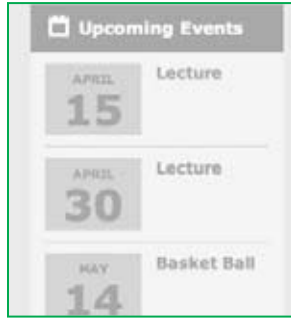 Upcoming Events
APRIL
15
Lecture
APRIL
30
Lecture
MAY
14
Basket Ball